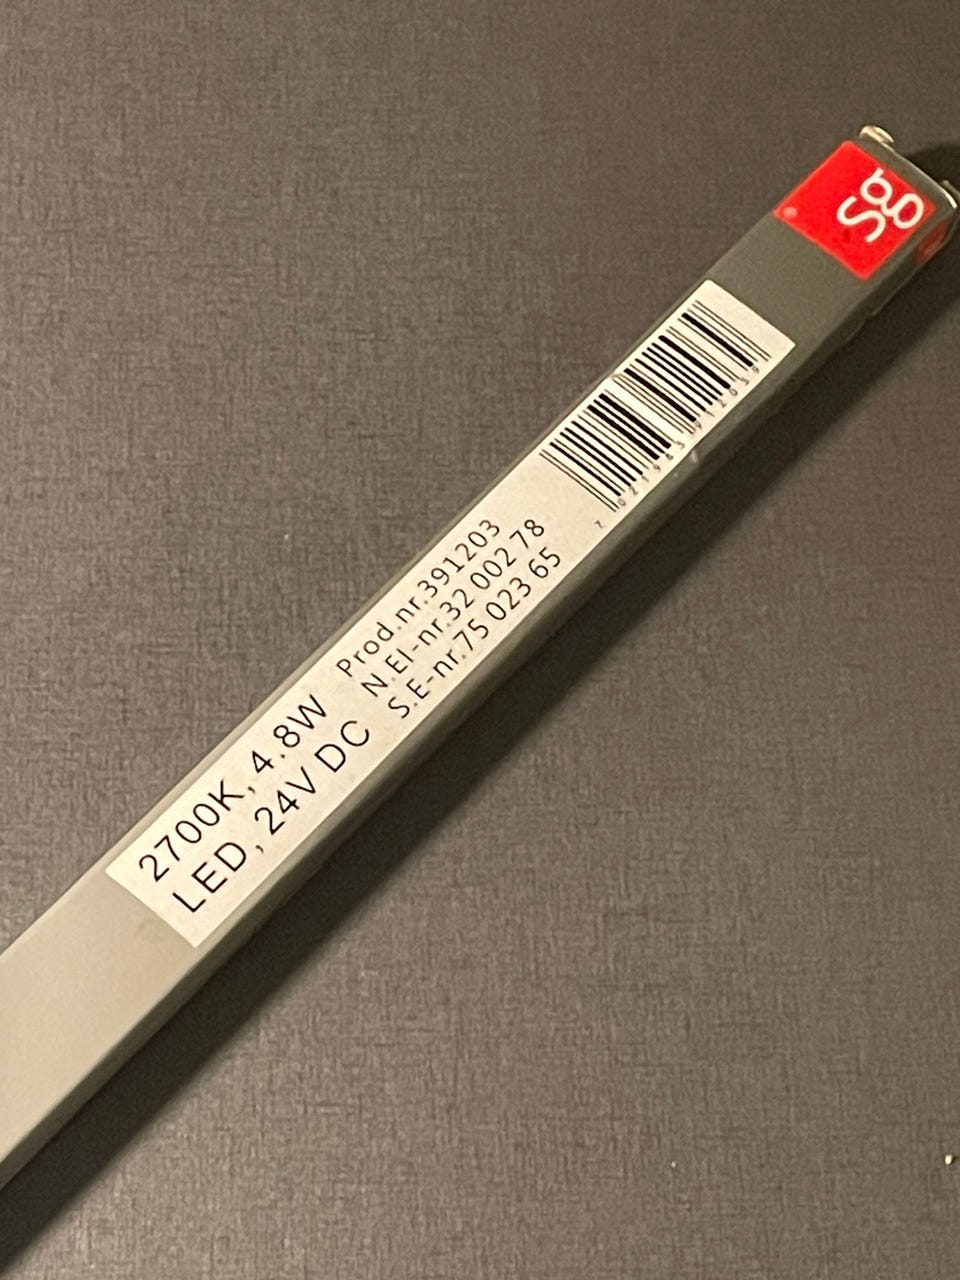 sg
2700K, 4.8W
LED, 24V DC
Prod.nr.391203
N.El-nr.32 002 78
S.E-nr.75 023 65